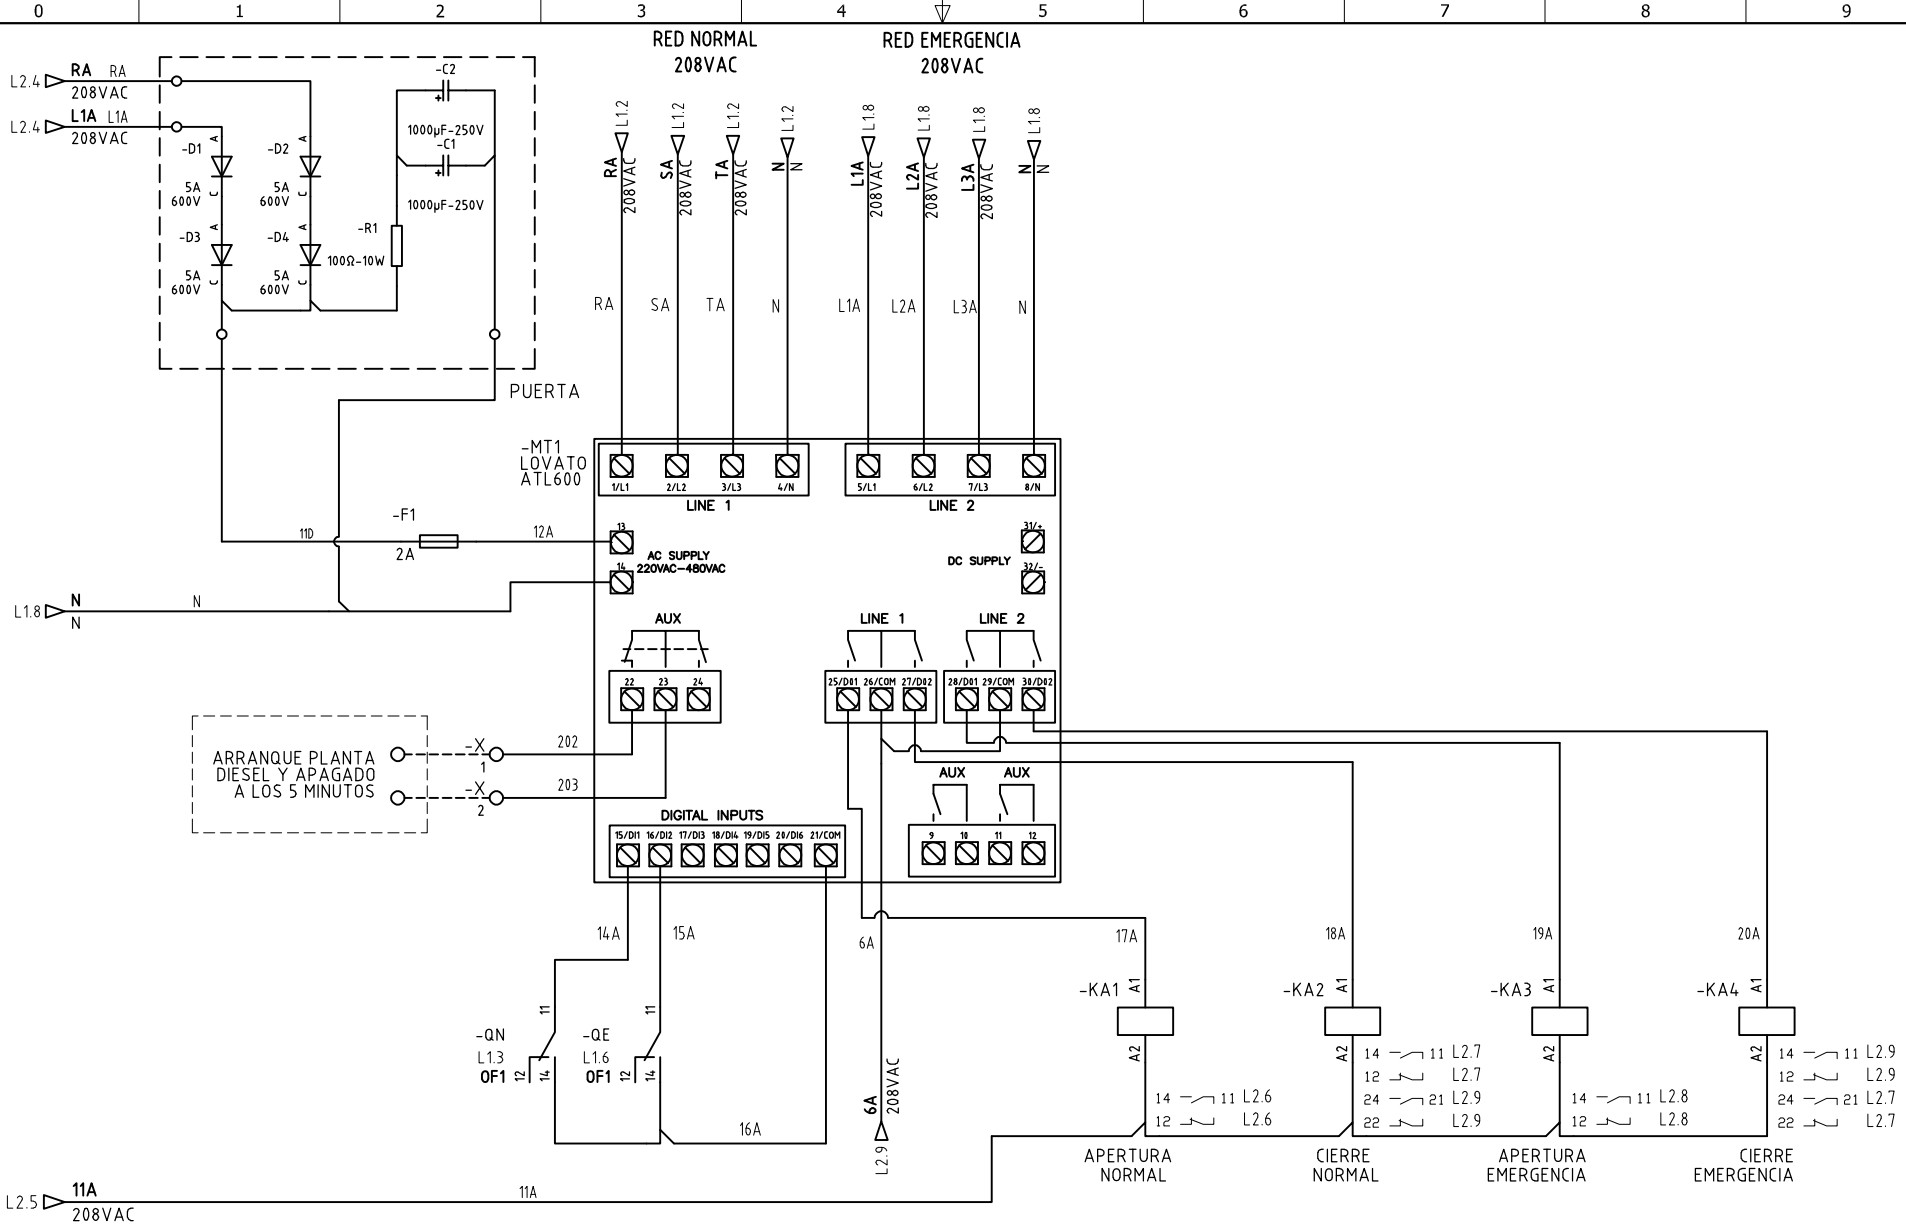 0 1 2 3 4 5 6 7 8 9
RED NORMAL
208VAC
RED EMERGENCIA
208VAC
L2.4 RA RA
208VAC
L2.4 L1A L1A
208VAC
-C2
1000µF-250V
-C1
1000µF-250V
A
-D1
5A
600V
C
A
-D2
5A
600V
C
A
-D3
5A
600V
C
A
-D4
5A
600V
C
-R1
100Ω-10W
PUERTA
L1.2
RA
208VAC
L1.2
SA
208VAC
L1.2
TA
208VAC
L1.2
N
N
L1.8
L1A
208VAC
L1.8
L2A
208VAC
L1.8
L3A
208VAC
L1.8
N
N
RA SA TA N L1A L2A L3A N
-MT1
LOVATO
ATL600
1/L1 2/L2 3/L3 4/N
LINE 1
5/L1 6/L2 7/L3 8/N
LINE 2
11D
-F1
2A
12A
13
AC SUPPLY
220VAC-480VAC
14
31/+
DC SUPPLY
32/-
L1.8 N
N
N
AUX
22 23 24
LINE 1
25/DO1 26/COM 27/DO2
LINE 2
28/DO1 29/COM 30/DO2
ARRANQUE PLANTA
DIESEL Y APAGADO
A LOS 5 MINUTOS
-X
1
202
-X
2
203
AUX AUX
9 10 11 12
DIGITAL INPUTS
15/DI1 16/DI2 17/DI3 18/DI4 19/DI5 20/DI6 21/COM
14A 15A
11
-QN
L1.3
OF1
12 14
11
-QE
L1.6
OF1
12 14
16A
6A
6A
208VAC
L2.9
17A 18A 19A 20A
-KA1 A1
A2
14 11 L2.6
12 L2.6
APERTURA
NORMAL
-KA2 A1
A2
14 11 L2.7
12 L2.7
24 21 L2.9
22 L2.9
CIERRE
NORMAL
-KA3 A1
A2
14 11 L2.8
12 L2.8
APERTURA
EMERGENCIA
-KA4 A1
A2
14 11 L2.9
12 L2.9
24 21 L2.7
22 L2.7
CIERRE
EMERGENCIA
L2.5 11A
208VAC
11A